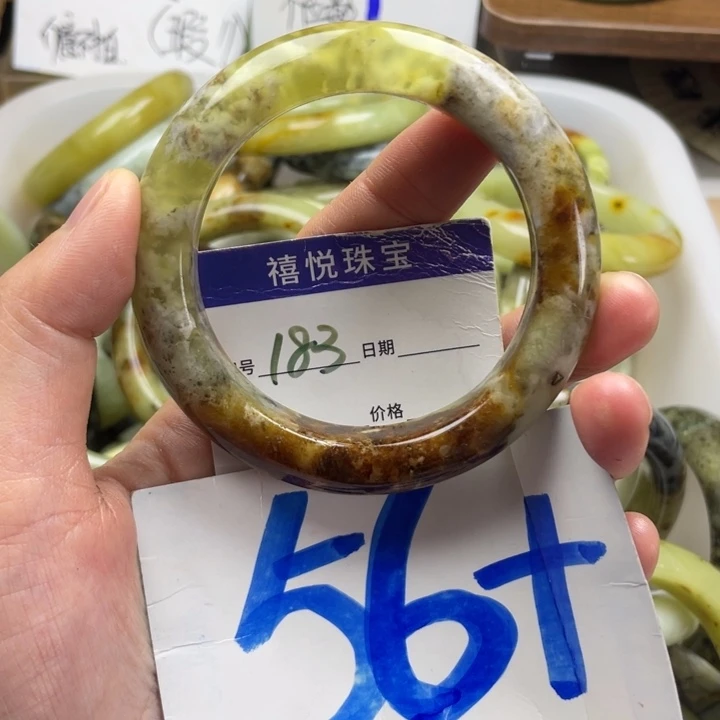 禧悦珠宝
号 183 日期
价格
56+